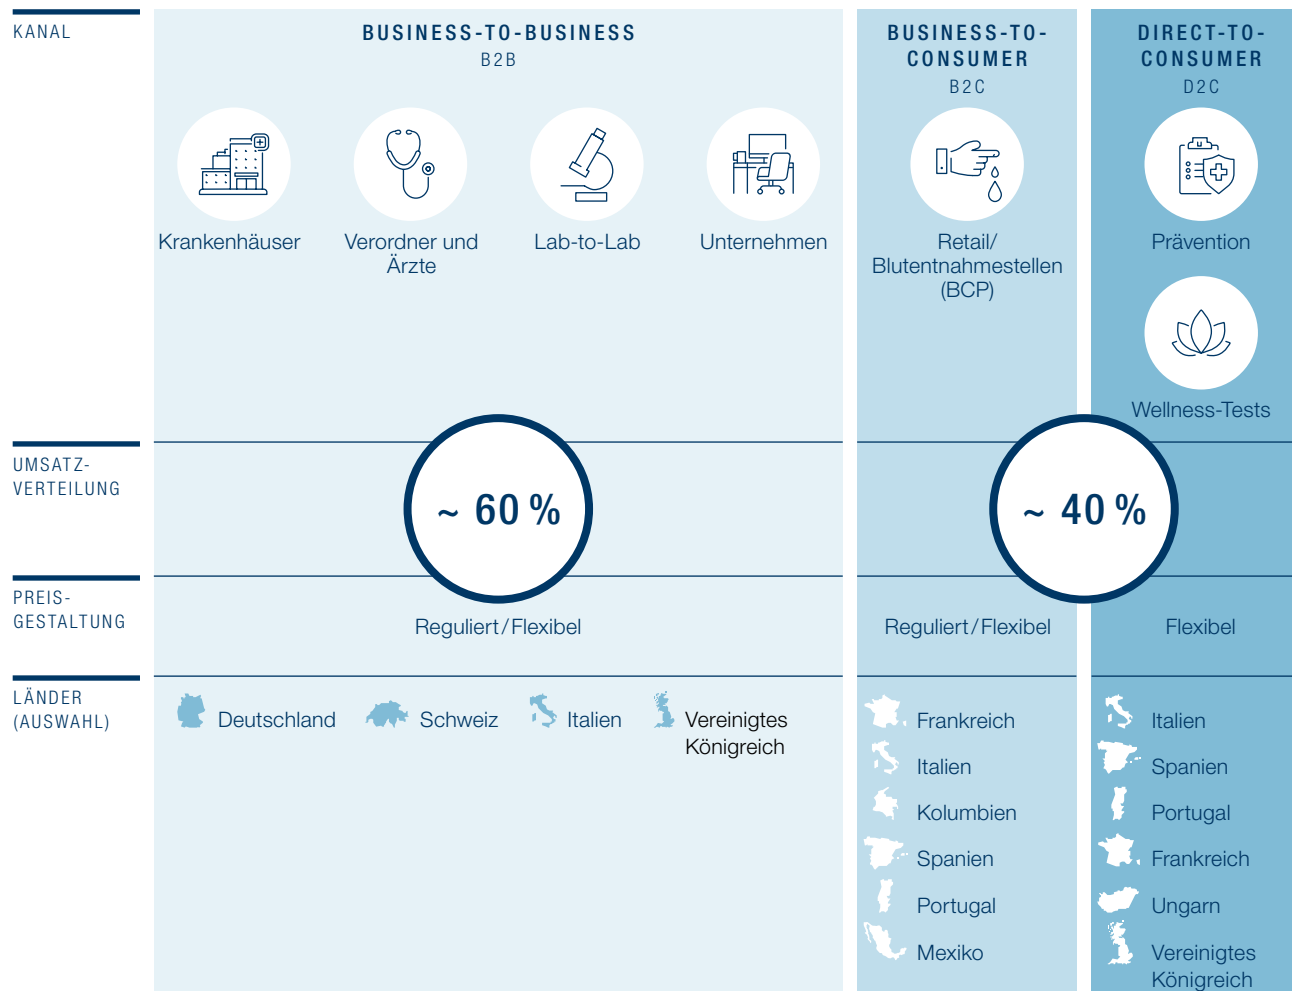 KANAL
BUSINESS-TO-BUSINESS
B2B
Krankenhäuser
Verordner und
Ärzte
Lab-to-Lab
Unternehmen
BUSINESS-TO-
CONSUMER
B2C
Retail/
Blutentnahmestellen
(BCP)
DIRECT-TO-
CONSUMER
D2C
Prävention
Wellness-Tests
UMSATZ-
VERTEILUNG
~ 60 %
~ 40 %
PREIS-
GESTALTUNG
Reguliert/Flexibel
Reguliert/Flexibel
Flexibel
LÄNDER
(AUSWAHL)
Deutschland
Schweiz
Italien
Vereinigtes
Königreich
Frankreich
Italien
Kolumbien
Spanien
Portugal
Mexiko
Italien
Spanien
Portugal
Frankreich
Ungarn
Vereinigtes
Königreich